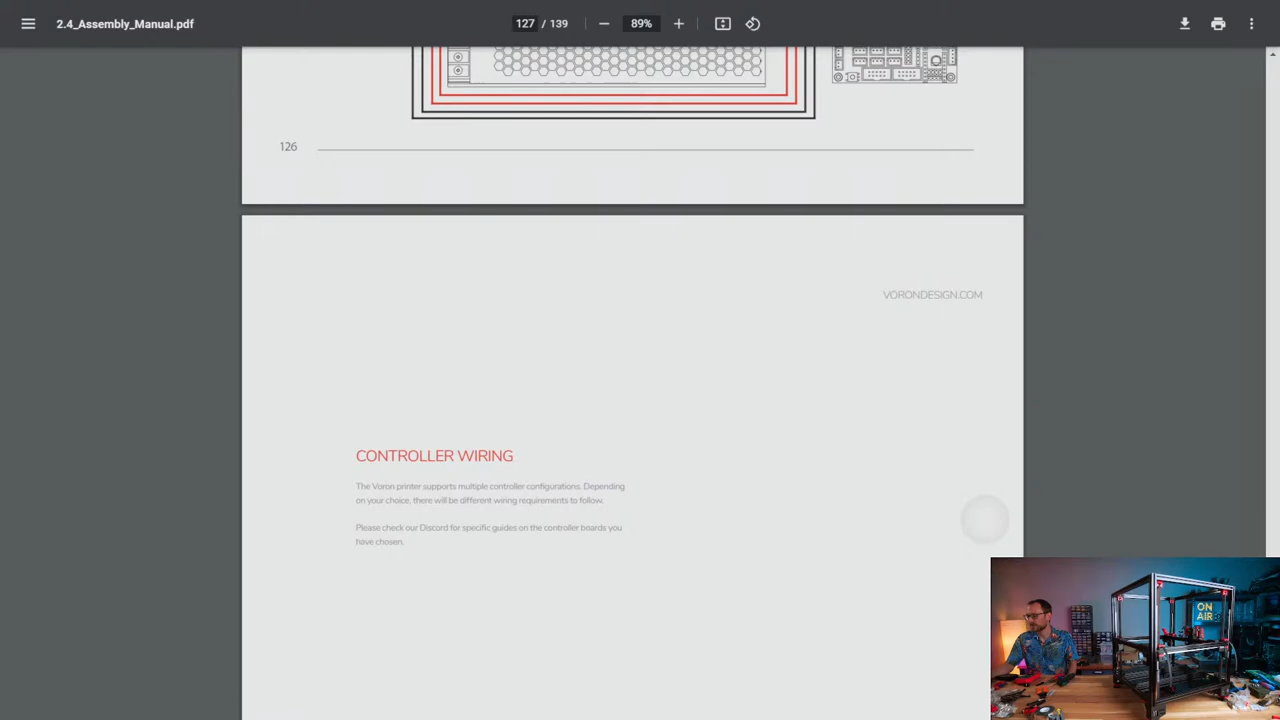 2.4_Assembly_Manual.pdf
127 / 139
89%
126
VORONDESIGN.COM
CONTROLLER WIRING
The Voron printer supports multiple controller configurations. Depending
on your choice, there will be different wiring requirements to follow.
Please check our Discord for specific guides on the controller boards you
have chosen.
ON
AIR